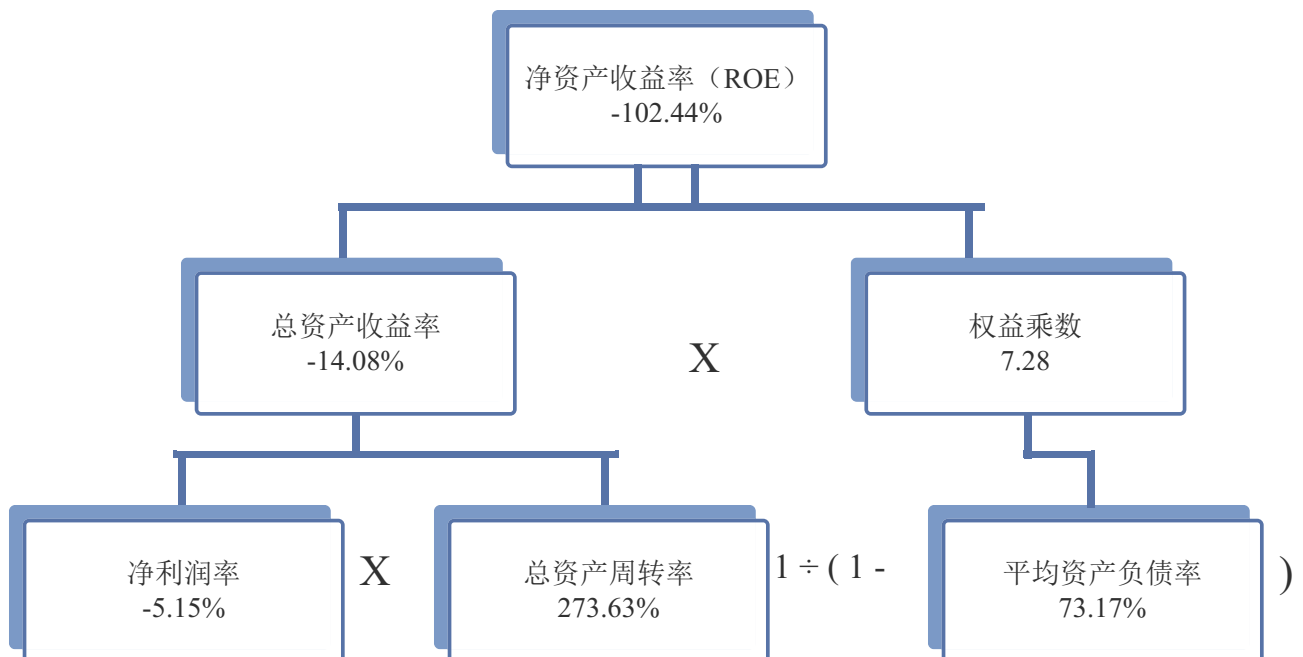 净资产收益率（ROE）
-102.44%
总资产收益率
-14.08%
X
权益乘数
7.28
净利润率
-5.15%
X
总资产周转率
273.63%
1 ÷ ( 1 -
平均资产负债率
73.17%
)